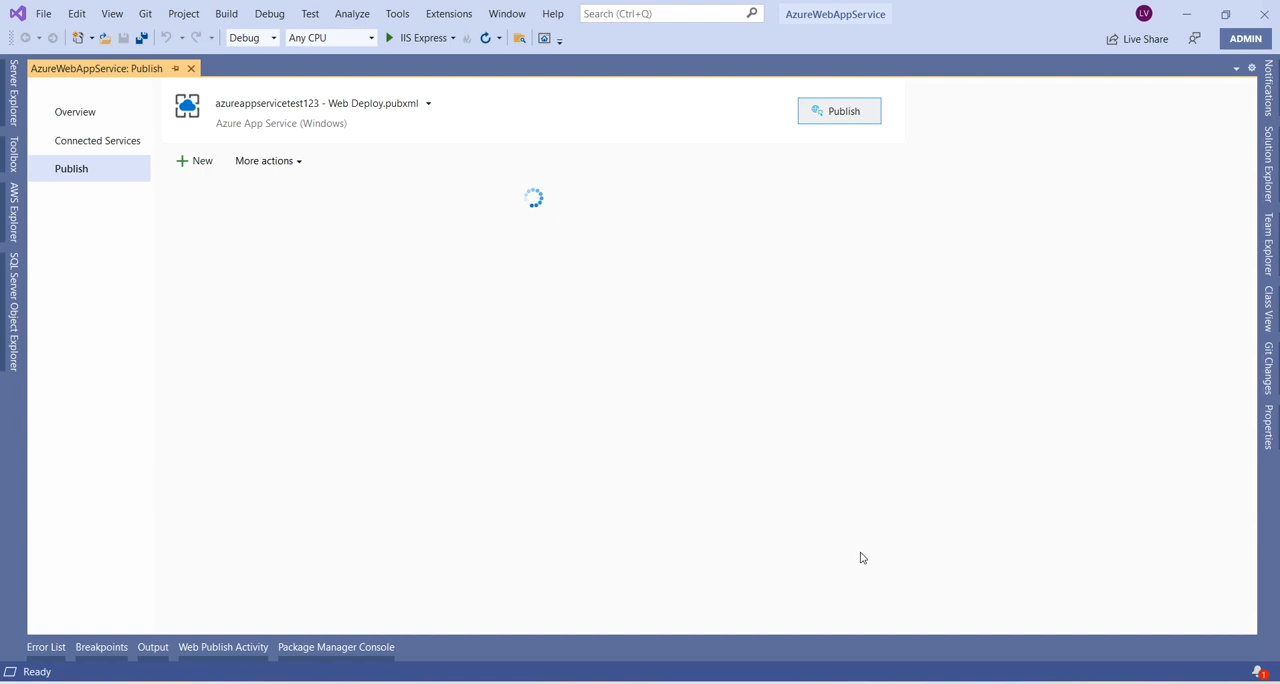 File Edit View Git Project Build Debug Test Analyze Tools Extensions Window Help Search (Ctrl+Q) AzureWebAppService LV
Debug Any CPU IIS Express Live Share ADMIN
AzureWebAppService: Publish
Server Explorer
Toolbox
AWS Explorer
SQL Server Object Explorer
Overview
Connected Services
Publish
azureappservicetest123 - Web Deploy.pubxml
Azure App Service (Windows)
Publish
New More actions
Notifications
Solution Explorer
Team Explorer
Class View
Git Changes
Properties
Error List Breakpoints Output Web Publish Activity Package Manager Console
Ready 1